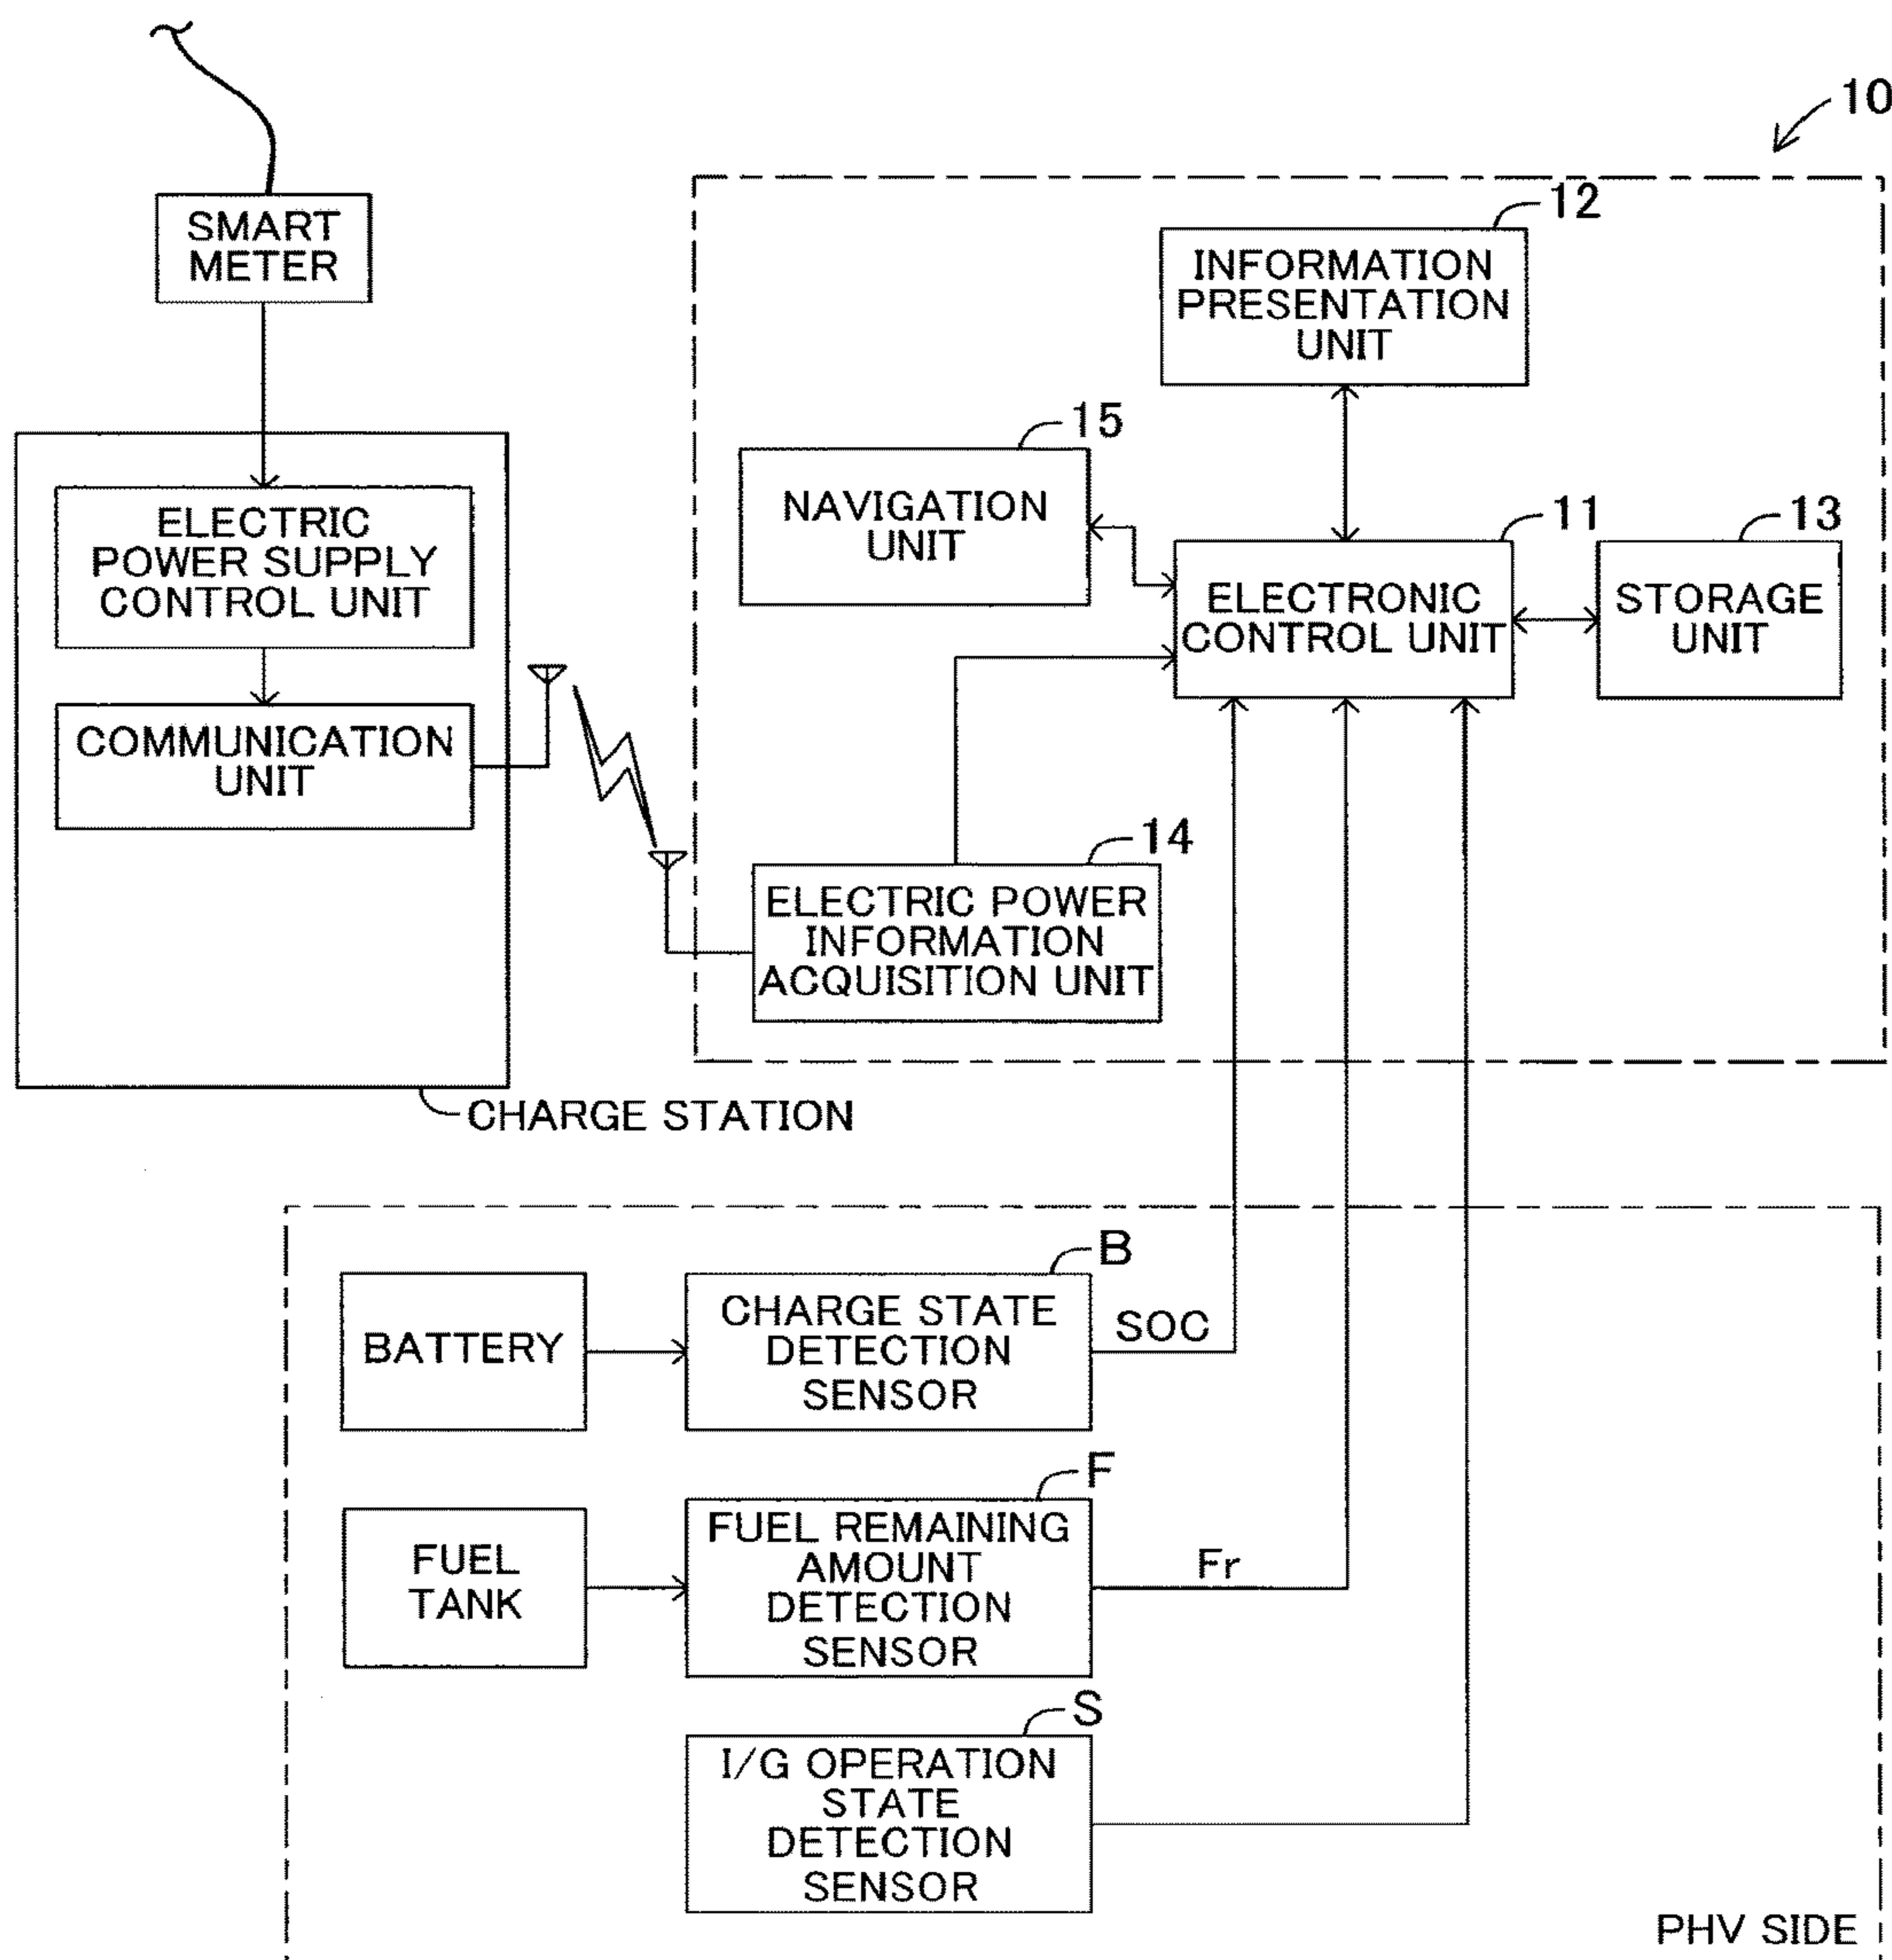 10
SMART
METER
12
INFORMATION
PRESENTATION
UNIT
15
NAVIGATION
UNIT
11
ELECTRONIC
CONTROL UNIT
13
STORAGE
UNIT
ELECTRIC
POWER SUPPLY
CONTROL UNIT
COMMUNICATION
UNIT
14
ELECTRIC POWER
INFORMATION
ACQUISITION UNIT
CHARGE STATION
BATTERY
B
CHARGE STATE
DETECTION
SENSOR
SOC
FUEL
TANK
F
FUEL REMAINING
AMOUNT
DETECTION
SENSOR
Fr
S
I/G OPERATION
STATE
DETECTION
SENSOR
PHV SIDE